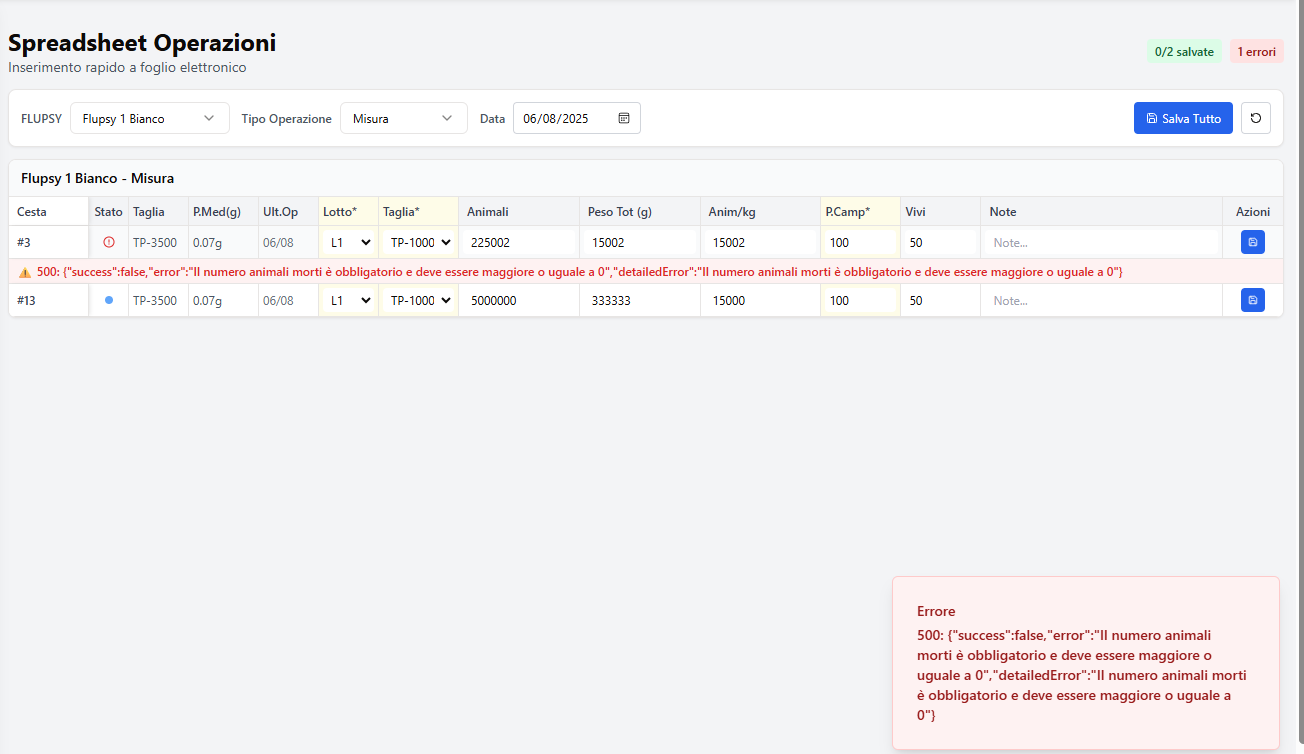 Spreadsheet Operazioni
Inserimento rapido a foglio elettronico
0/2 salvate 1 errori
FLUPSY Flupsy 1 Bianco Tipo Operazione Misura Data 06/08/2025 Salva Tutto
Flupsy 1 Bianco - Misura
Cesta Stato Taglia P.Med(g) Ult.Op Lotto* Taglia* Animali Peso Tot (g) Anim/kg P.Camp* Vivi Note Azioni
#3 TP-3500 0.07g 06/08 L1 TP-1000 225002 15002 15002 100 50 Note...
500: {"success":false,"error":"Il numero animali morti è obbligatorio e deve essere maggiore o uguale a 0","detailedError":"Il numero animali morti è obbligatorio e deve essere maggiore o uguale a 0"}
#13 TP-3500 0.07g 06/08 L1 TP-1000 5000000 333333 15000 100 50 Note...
Errore
500: {"success":false,"error":"Il numero animali
morti è obbligatorio e deve essere maggiore o
uguale a 0","detailedError":"Il numero animali morti
è obbligatorio e deve essere maggiore o uguale a
0"}